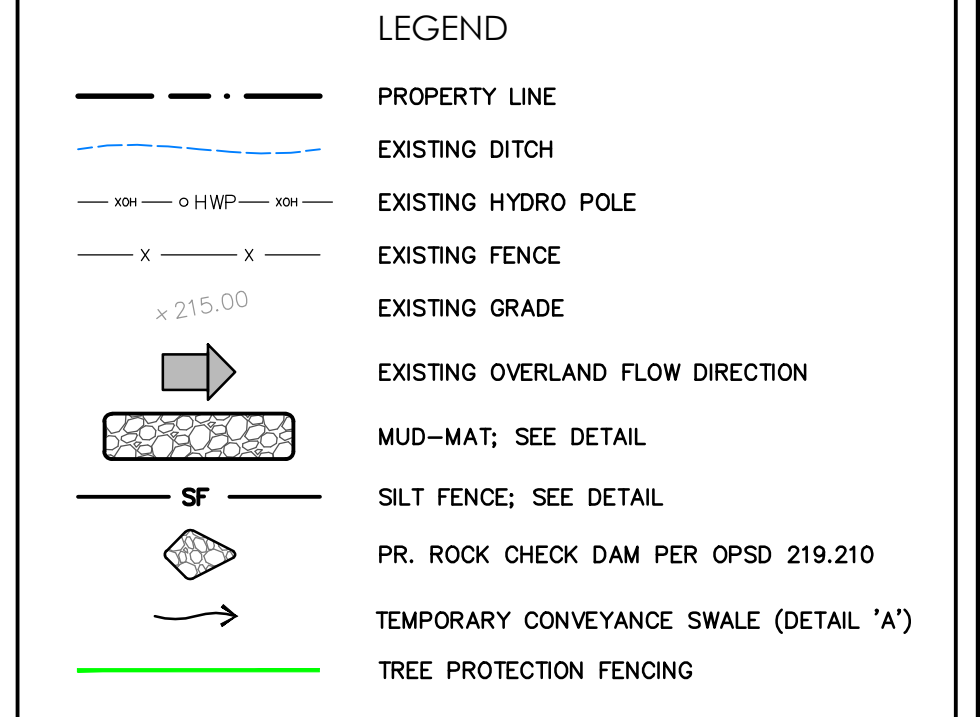 LEGEND
PROPERTY LINE
EXISTING DITCH
XOH HWP XOH EXISTING HYDRO POLE
X X EXISTING FENCE
x 215.00 EXISTING GRADE
EXISTING OVERLAND FLOW DIRECTION
MUD-MAT; SEE DETAIL
SF SILT FENCE; SEE DETAIL
PR. ROCK CHECK DAM PER OPSD 219.210
TEMPORARY CONVEYANCE SWALE (DETAIL 'A')
TREE PROTECTION FENCING